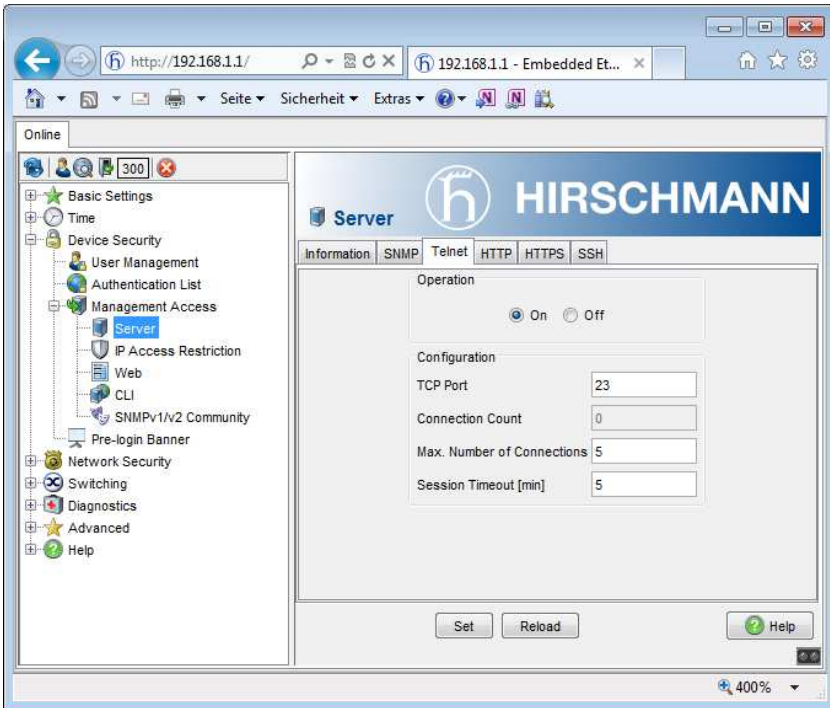 http://192.168.1.1/
192.168.1.1 - Embedded Et...
Seite
Sicherheit
Extras
Online
300
Basic Settings
Time
Device Security
User Management
Authentication List
Management Access
Server
IP Access Restriction
Web
CLI
SNMPv1/v2 Community
Pre-login Banner
Network Security
Switching
Diagnostics
Advanced
Help
Server
HIRSCHMANN
Information SNMP Telnet HTTP HTTPS SSH
Operation
On Off
Configuration
TCP Port 23
Connection Count 0
Max. Number of Connections 5
Session Timeout [min] 5
Set Reload Help
400%